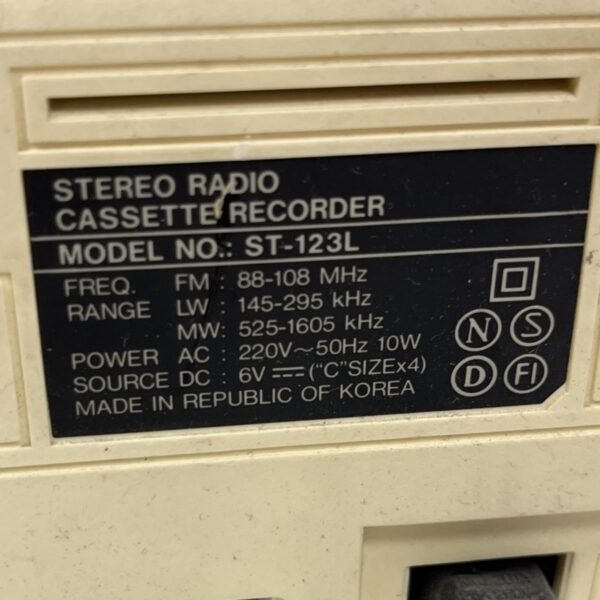 STEREO RADIO
CASSETTE RECORDER
MODEL NO.: ST-123L
FREQ. FM : 88-108 MHz
RANGE LW : 145-295 kHz
MW: 525-1605 kHz
POWER AC : 220V~50Hz 10W
SOURCE DC : 6V ⎓ ("C"SIZEx4)
MADE IN REPUBLIC OF KOREA
N S
D FI